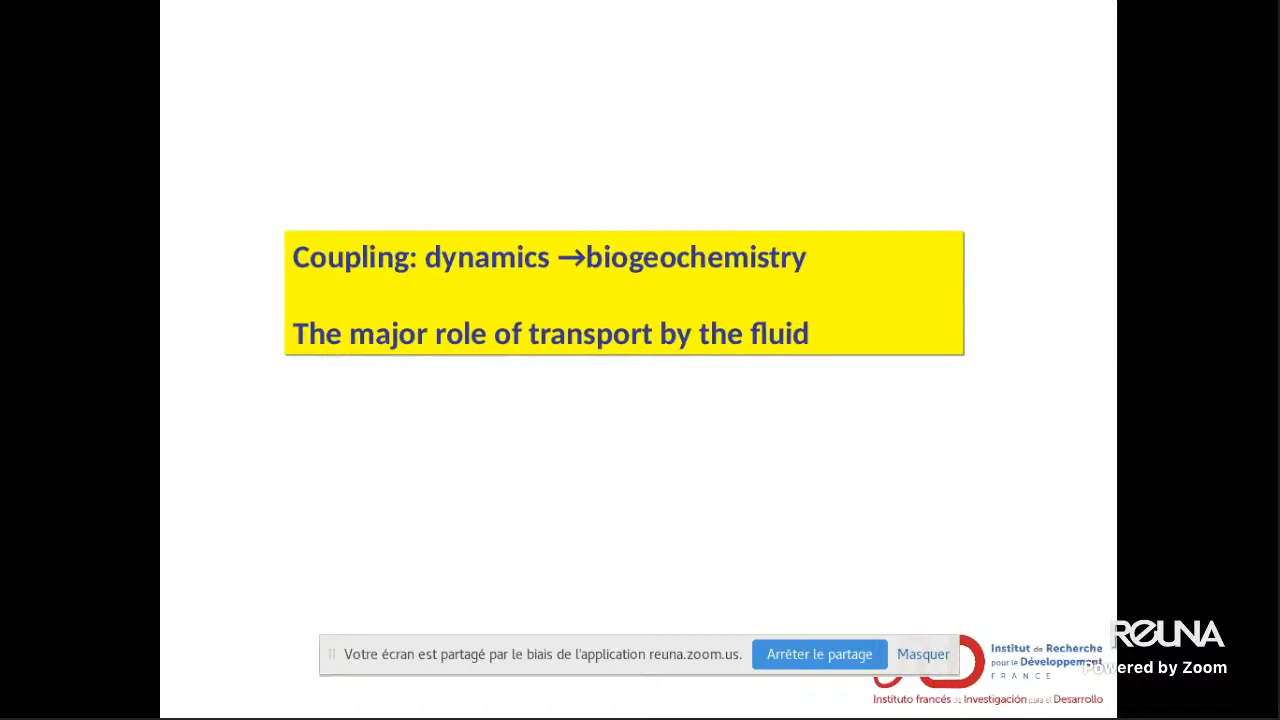 Coupling: dynamics →biogeochemistry
The major role of transport by the fluid
Votre écran est partagé par le biais de l'application reuna.zoom.us.
Arrêter le partage
Masquer
Institut de Recherche
pour le Développement
FRANCE
Instituto francés de Investigación para el Desarrollo
REUNA
Powered by Zoom